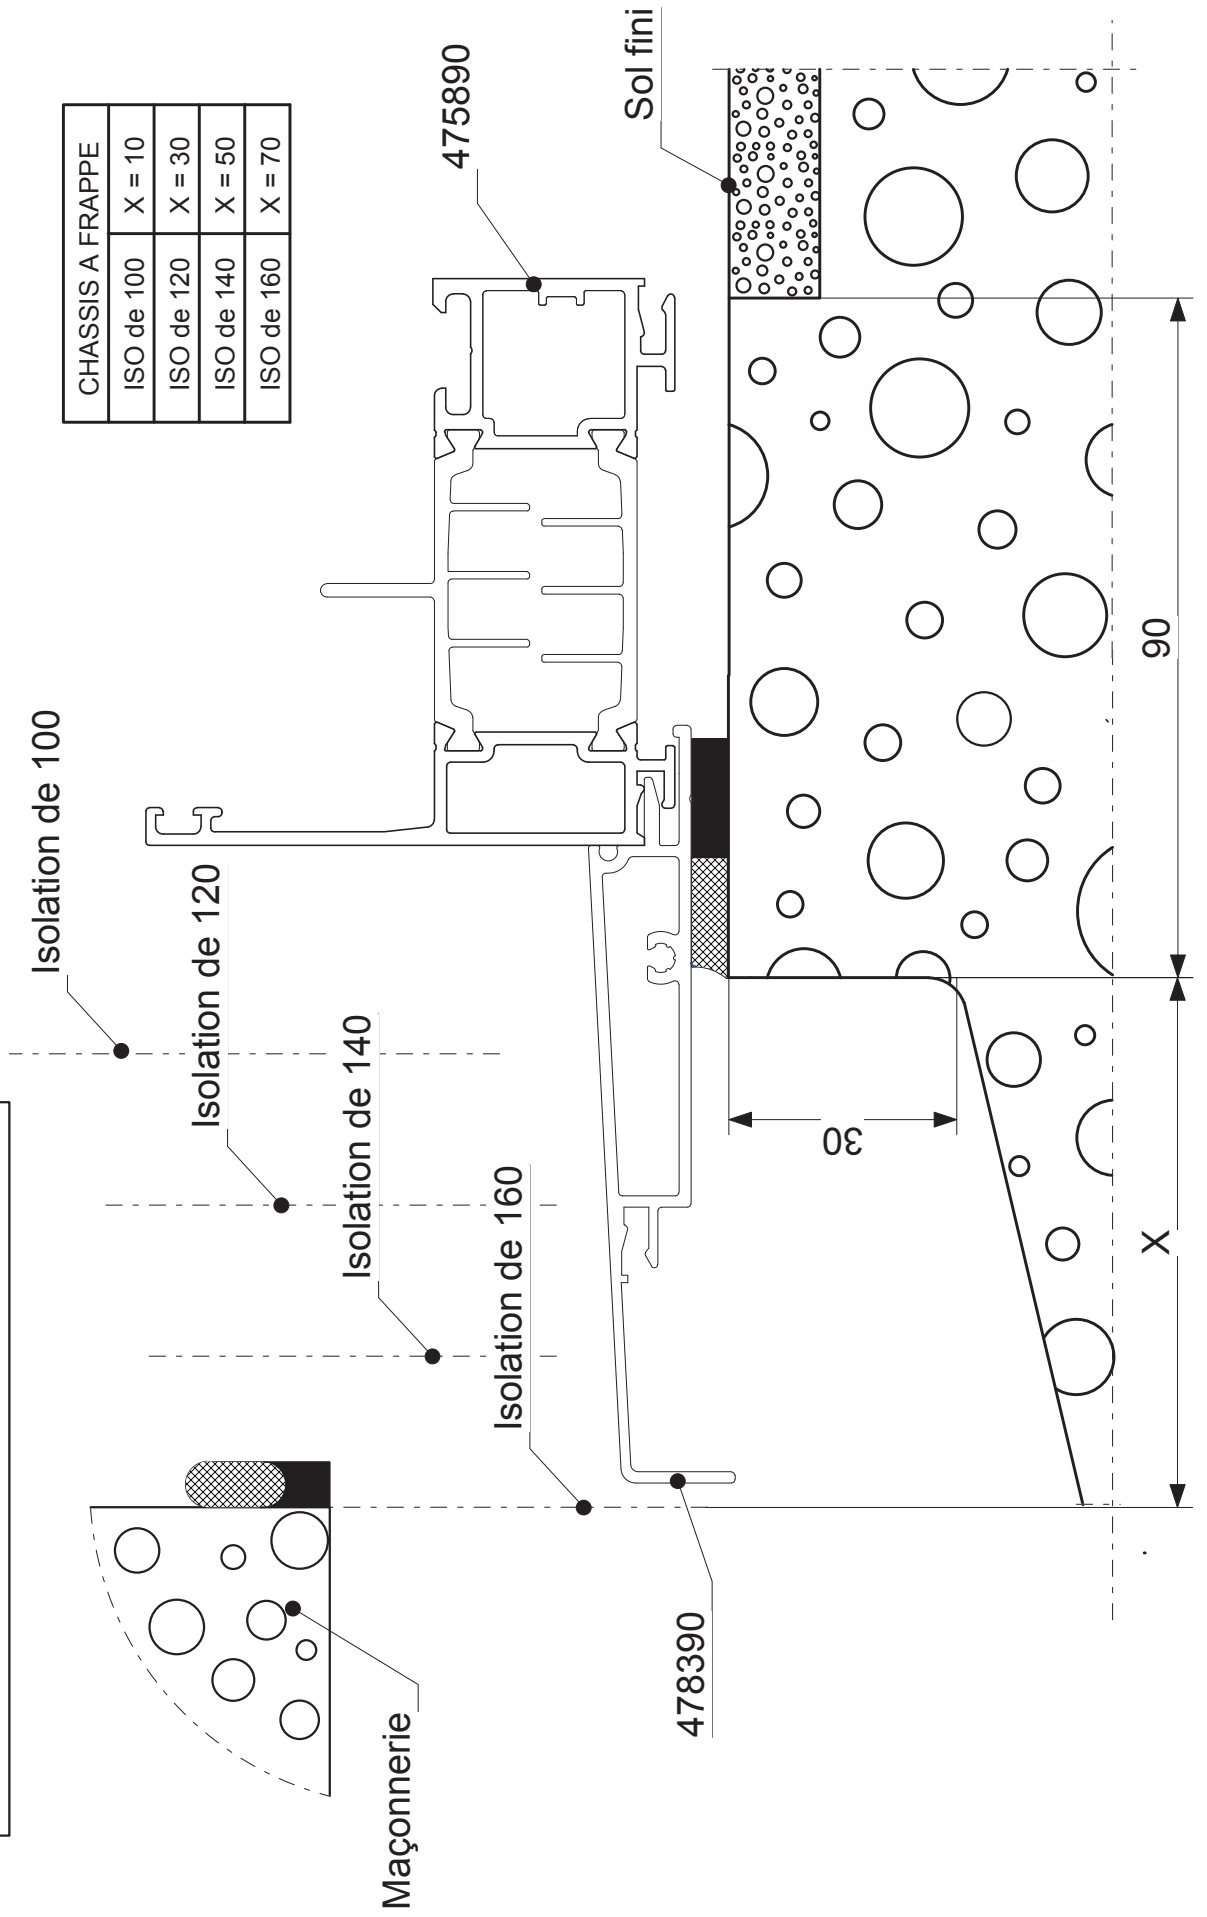 CHASSIS A FRAPPE
ISO de 100 X = 10
ISO de 120 X = 30
ISO de 140 X = 50
ISO de 160 X = 70
Isolation de 100
Isolation de 120
Isolation de 140
Isolation de 160
Maçonnerie
478390
475890
Sol fini
30
X
90